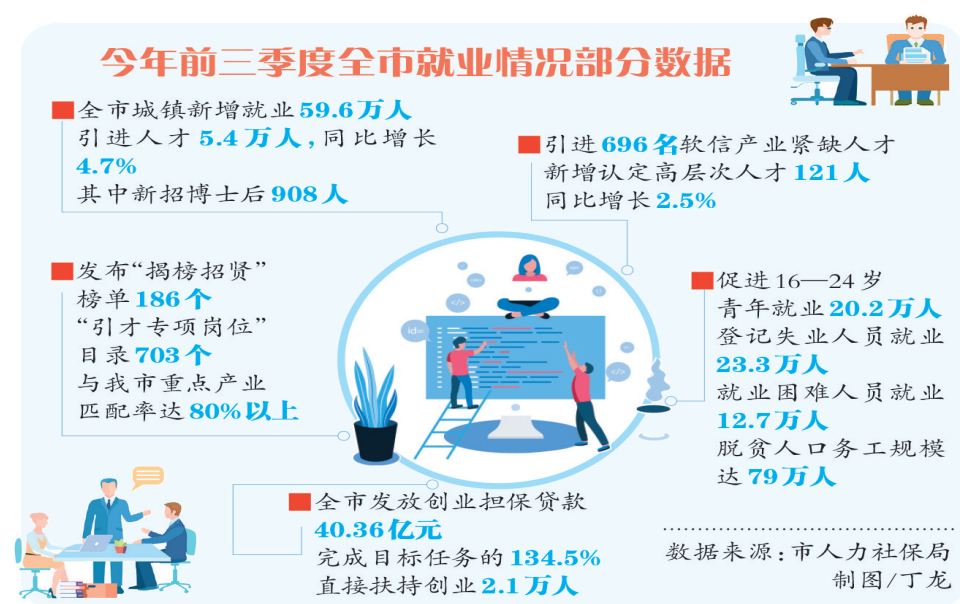 今年前三季度全市就业情况部分数据
全市城镇新增就业59.6万人
引进人才5.4万人,同比增长
4.7%
其中新招博士后908人
引进696名软信产业紧缺人才
新增认定高层次人才121人
同比增长2.5%
发布“揭榜招贤”
榜单186个
“引才专项岗位”
目录703个
与我市重点产业
匹配率达80%以上
促进16—24岁
青年就业20.2万人
登记失业人员就业
23.3万人
就业困难人员就业
12.7万人
脱贫人口务工规模
达79万人
id=
</>
</>
全市发放创业担保贷款
40.36亿元
完成目标任务的134.5%
直接扶持创业2.1万人
数据来源:市人力社保局
制图/丁龙